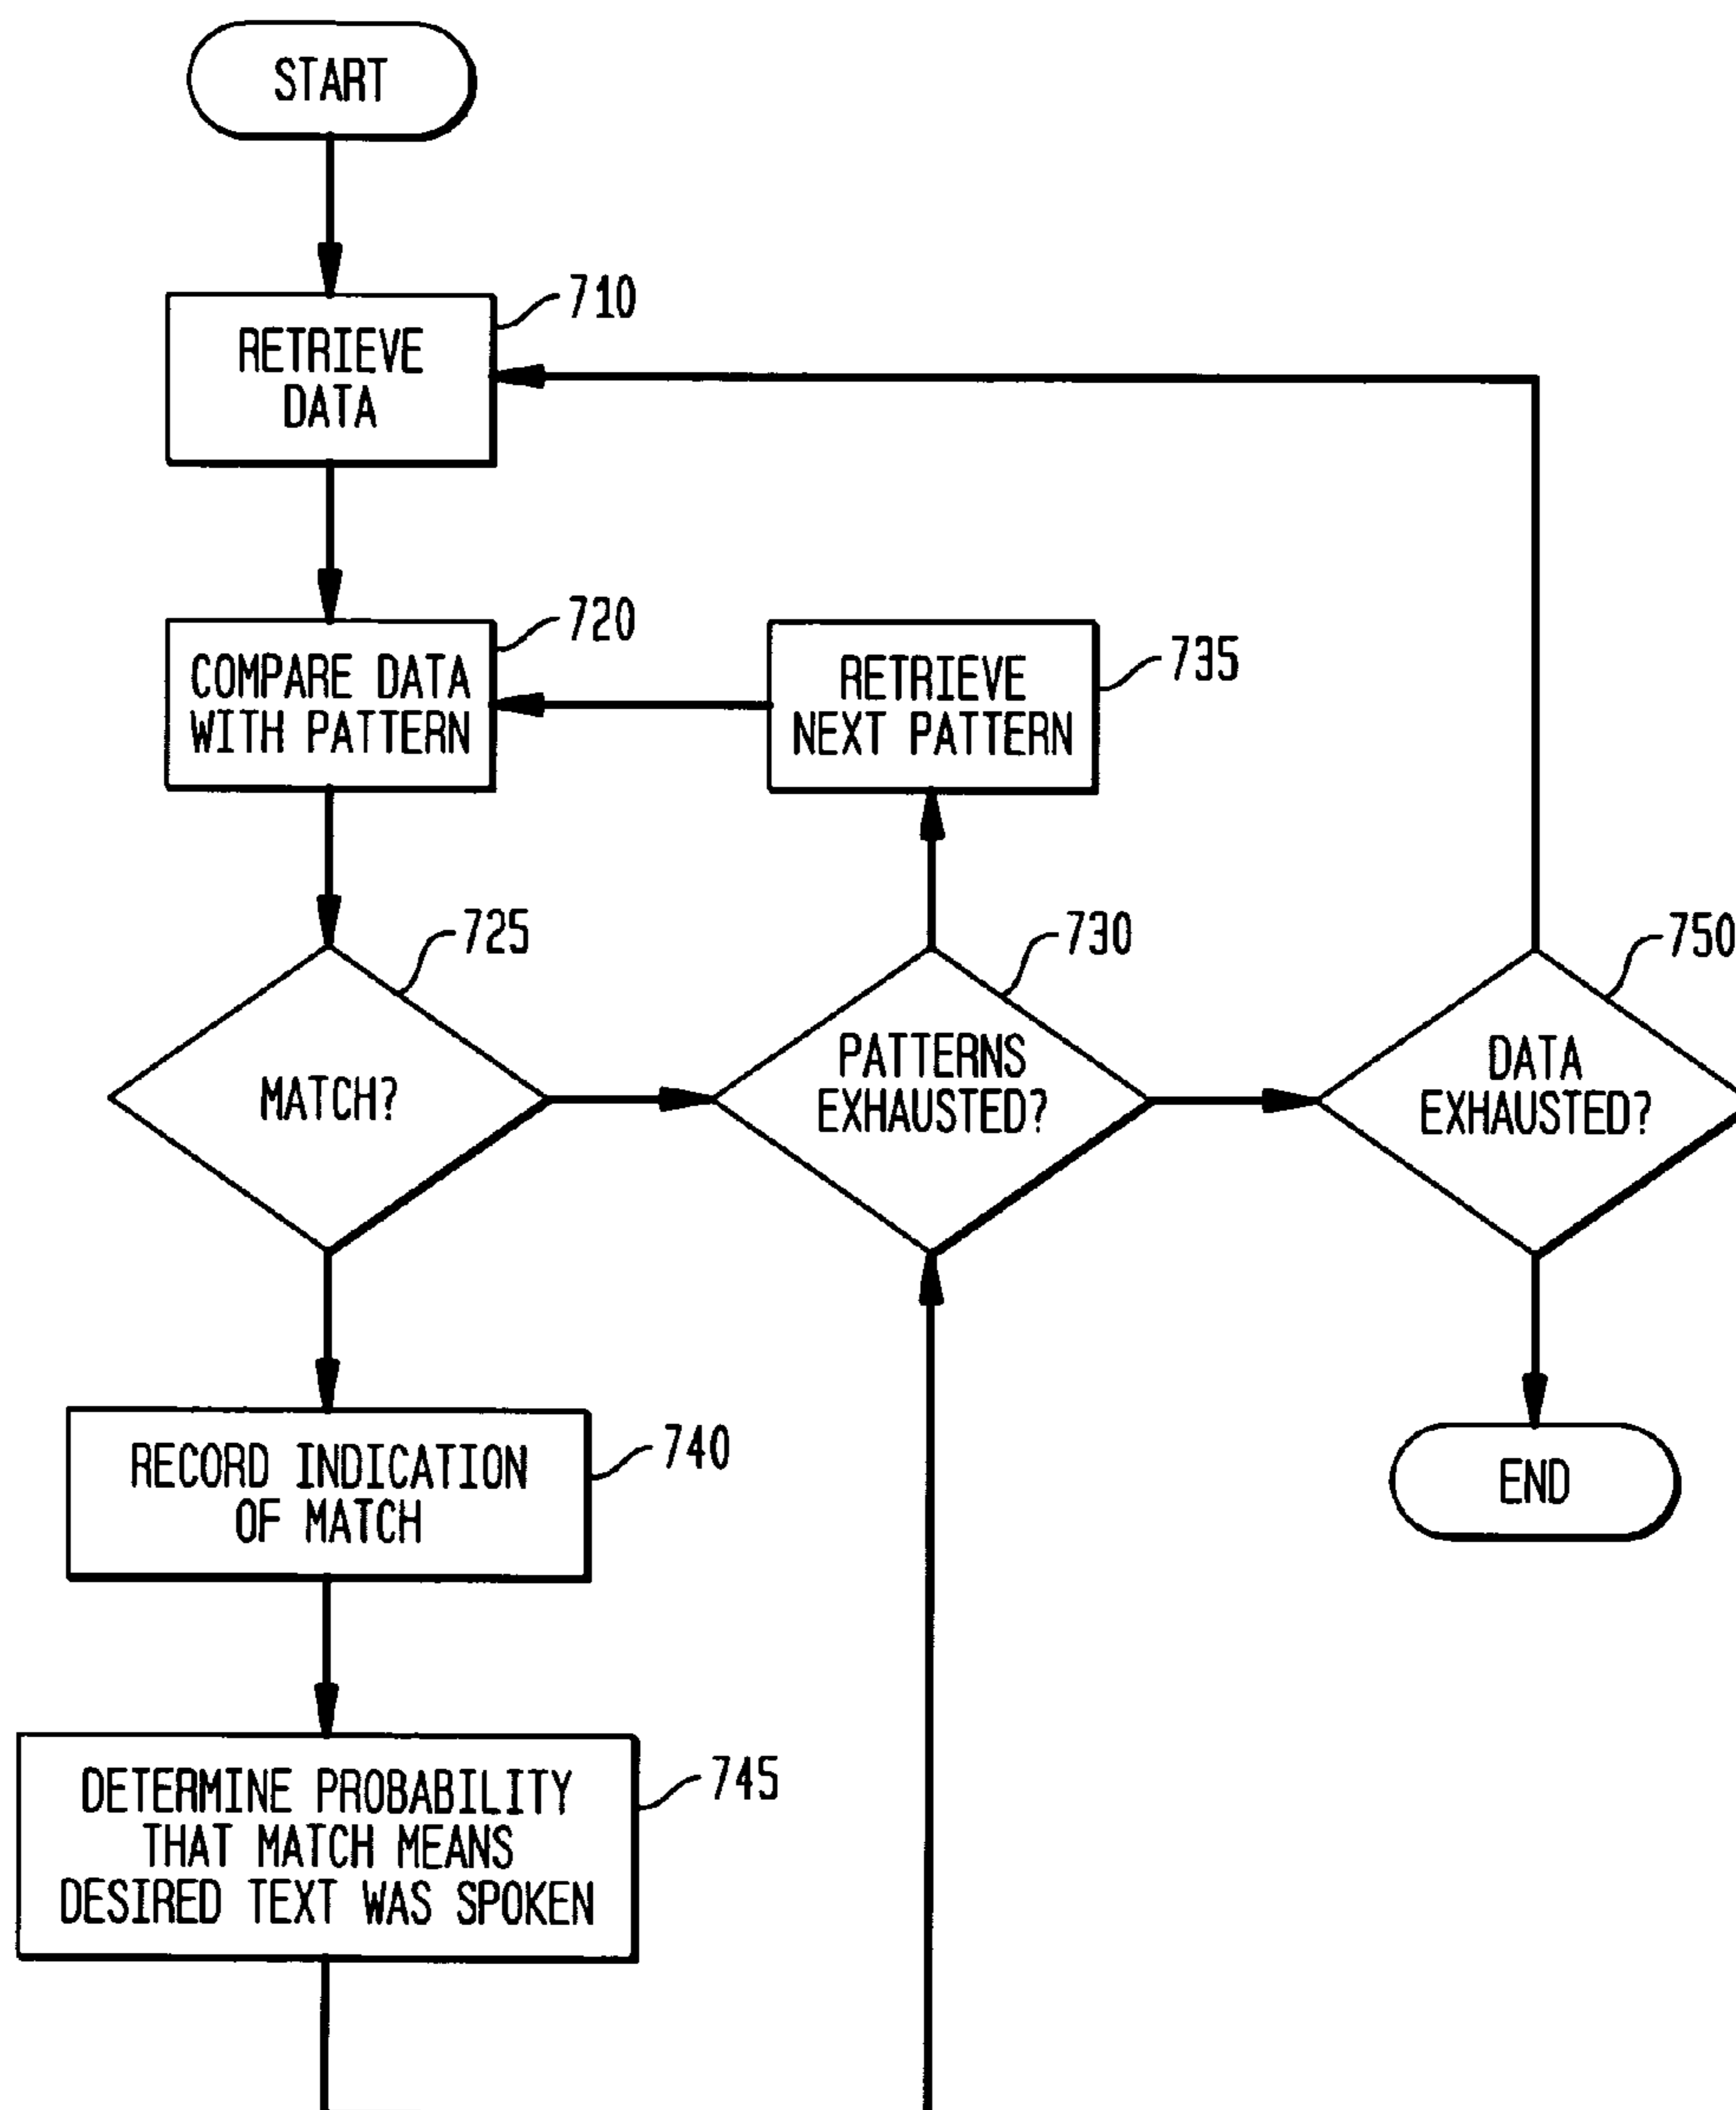 START
710
RETRIEVE
DATA
720
COMPARE DATA
WITH PATTERN
735
RETRIEVE
NEXT PATTERN
725
MATCH?
730
PATTERNS
EXHAUSTED?
750
DATA
EXHAUSTED?
740
RECORD INDICATION
OF MATCH
END
745
DETERMINE PROBABILITY
THAT MATCH MEANS
DESIRED TEXT WAS SPOKEN